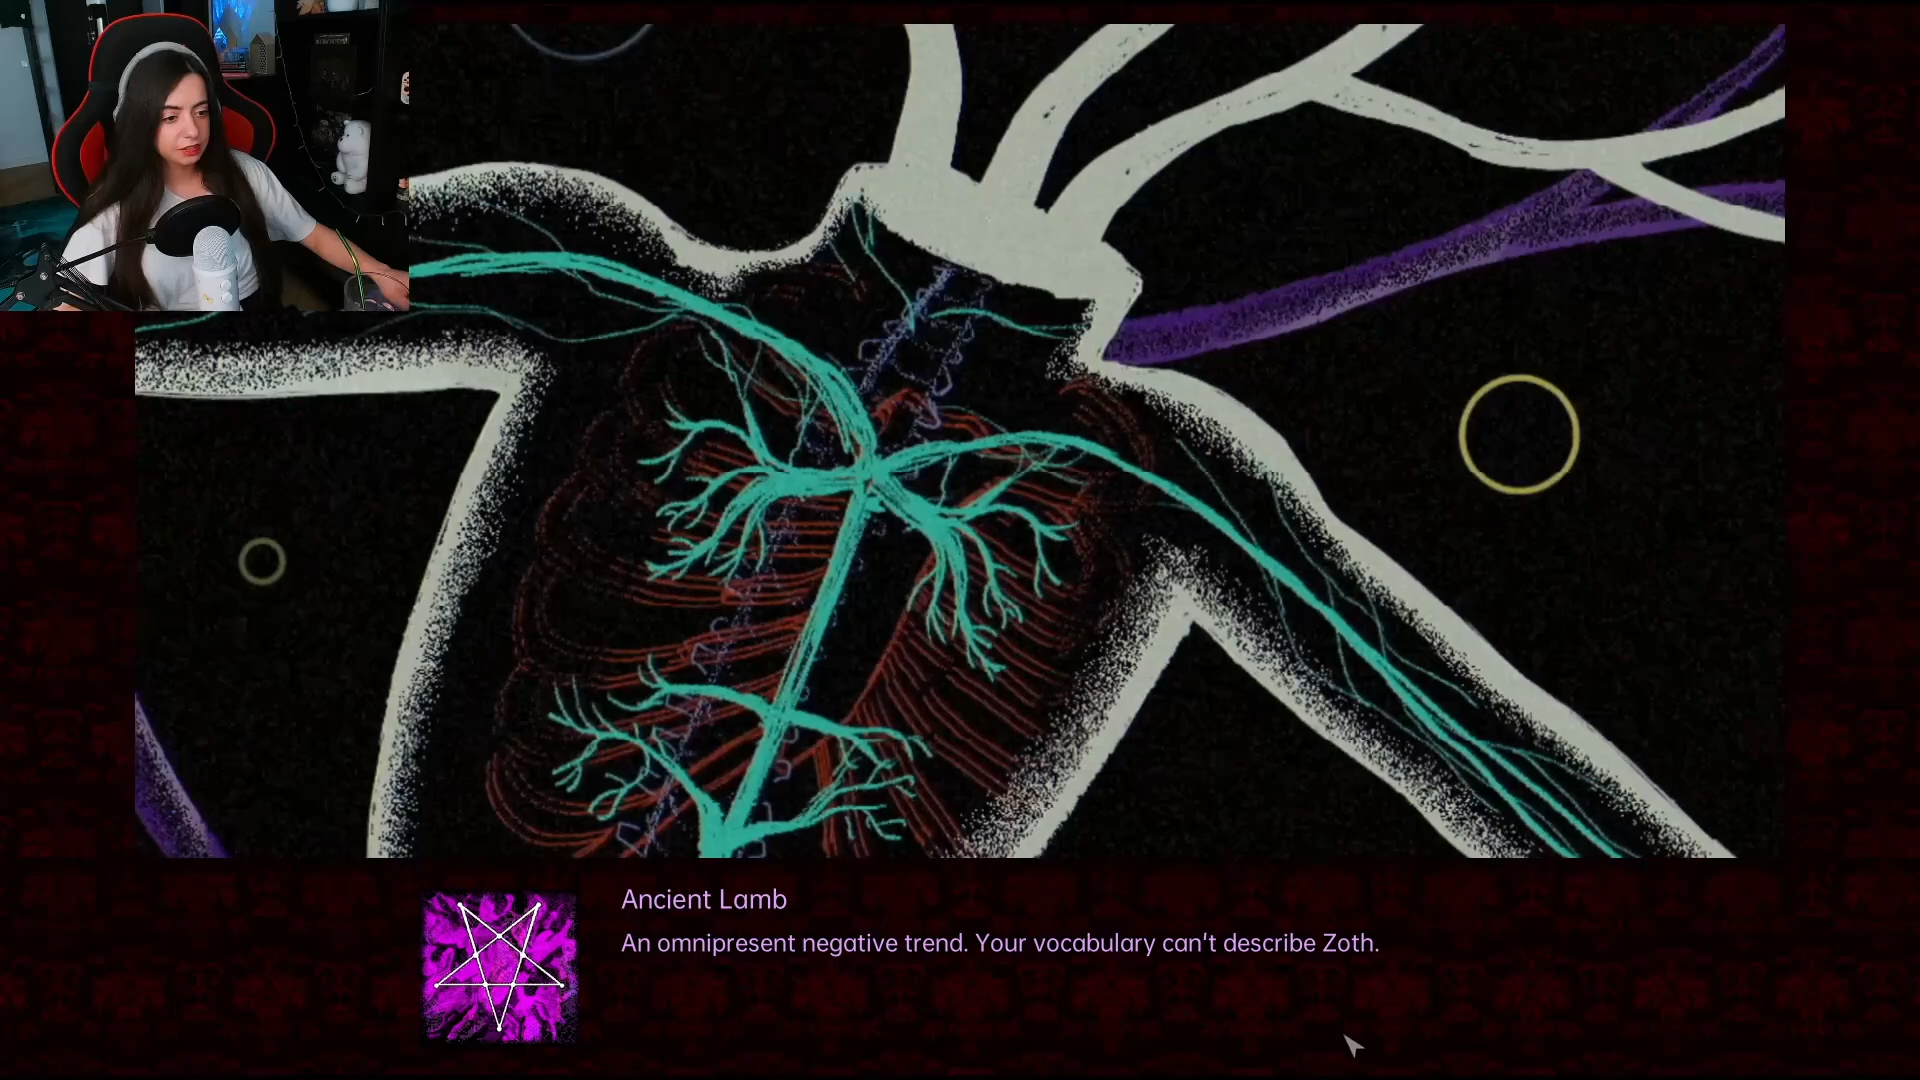 Ancient Lamb
An omnipresent negative trend. Your vocabulary can't describe Zoth.